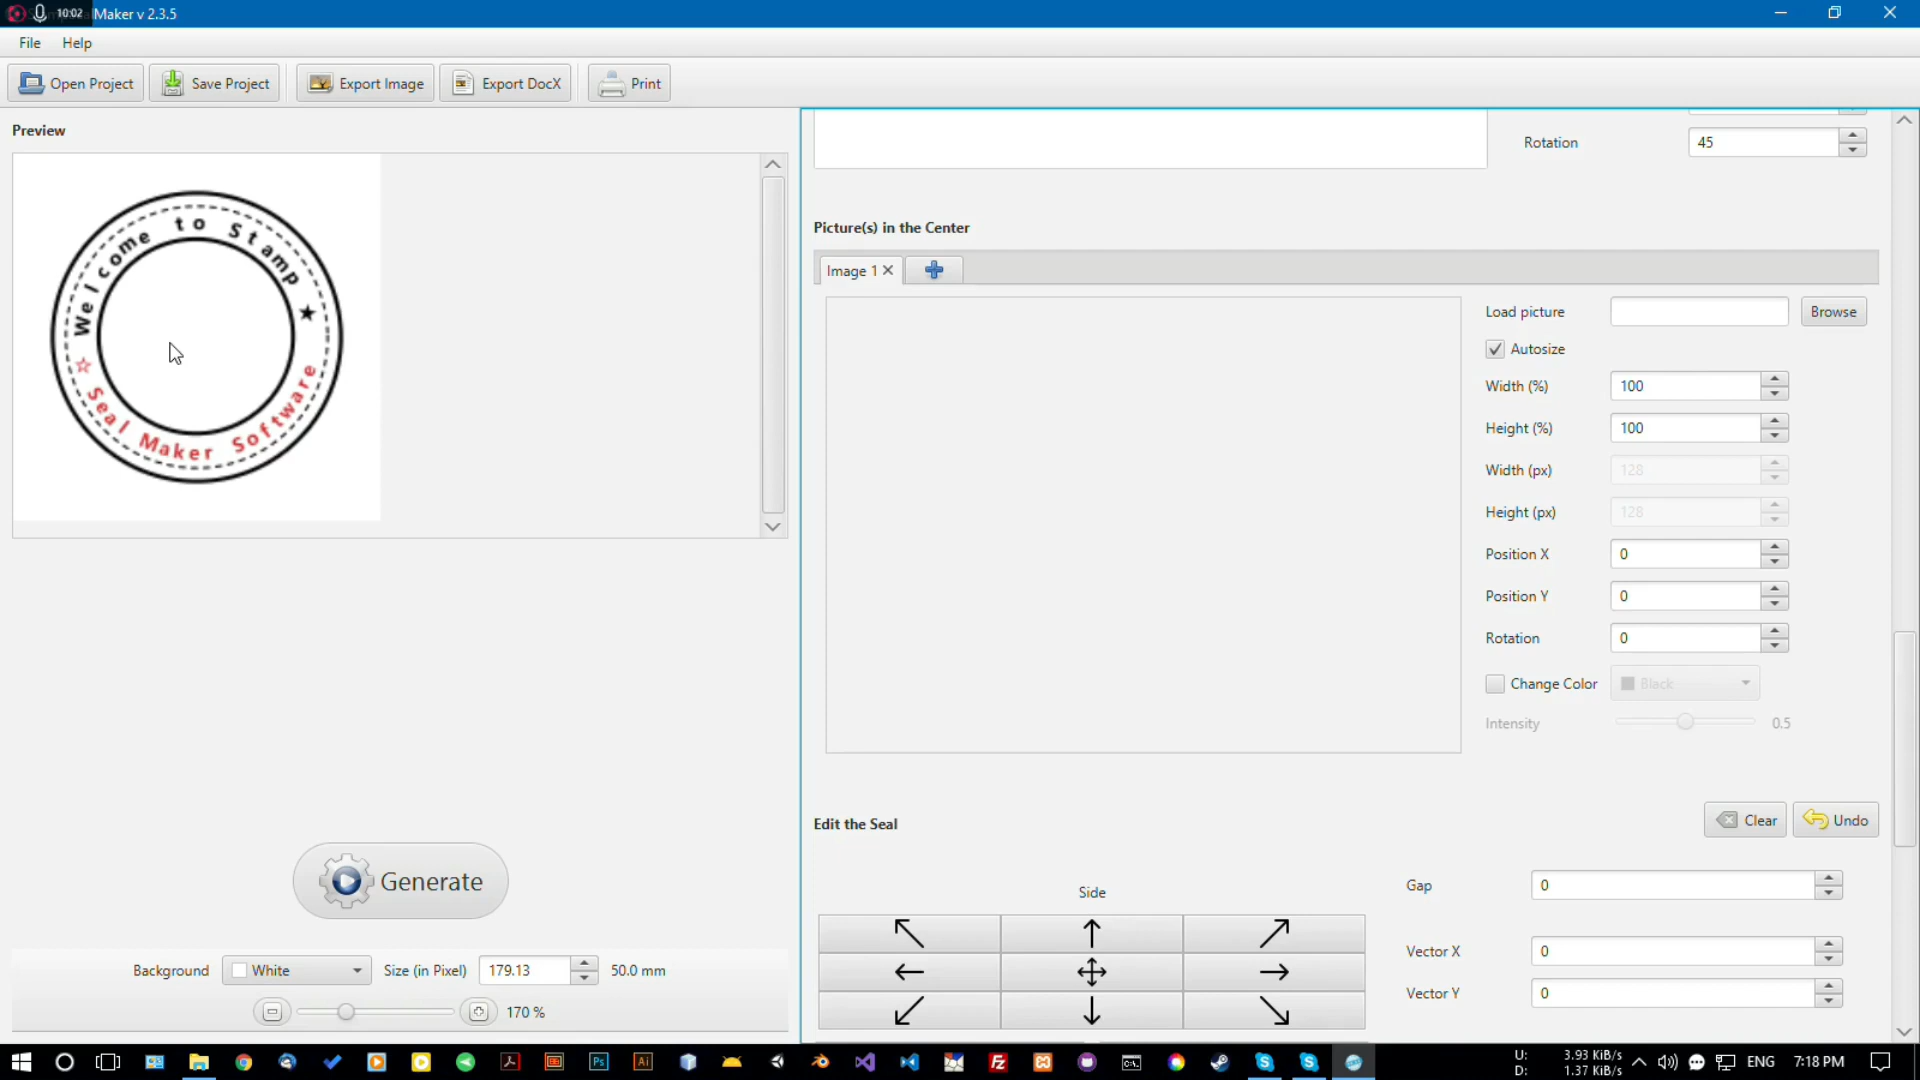 10:02 Maker v 2.3.5
File Help
Open Project Save Project Export Image Export DocX Print
Preview
Welcome to Stamp ★
☆ Seal Maker Software
Generate
Background White Size (in Pixel) 179.13 50.0 mm
170 %
Rotation 45
Picture(s) in the Center
Image 1
Load picture Browse
Autosize
Width (%) 100
Height (%) 100
Width (px) 128
Height (px) 128
Position X 0
Position Y 0
Rotation 0
Change Color Black
Intensity 0.5
Edit the Seal Clear Undo
Side
Gap 0
Vector X 0
Vector Y 0
U: 3.93 KiB/s
D: 1.37 KiB/s
ENG 7:18 PM